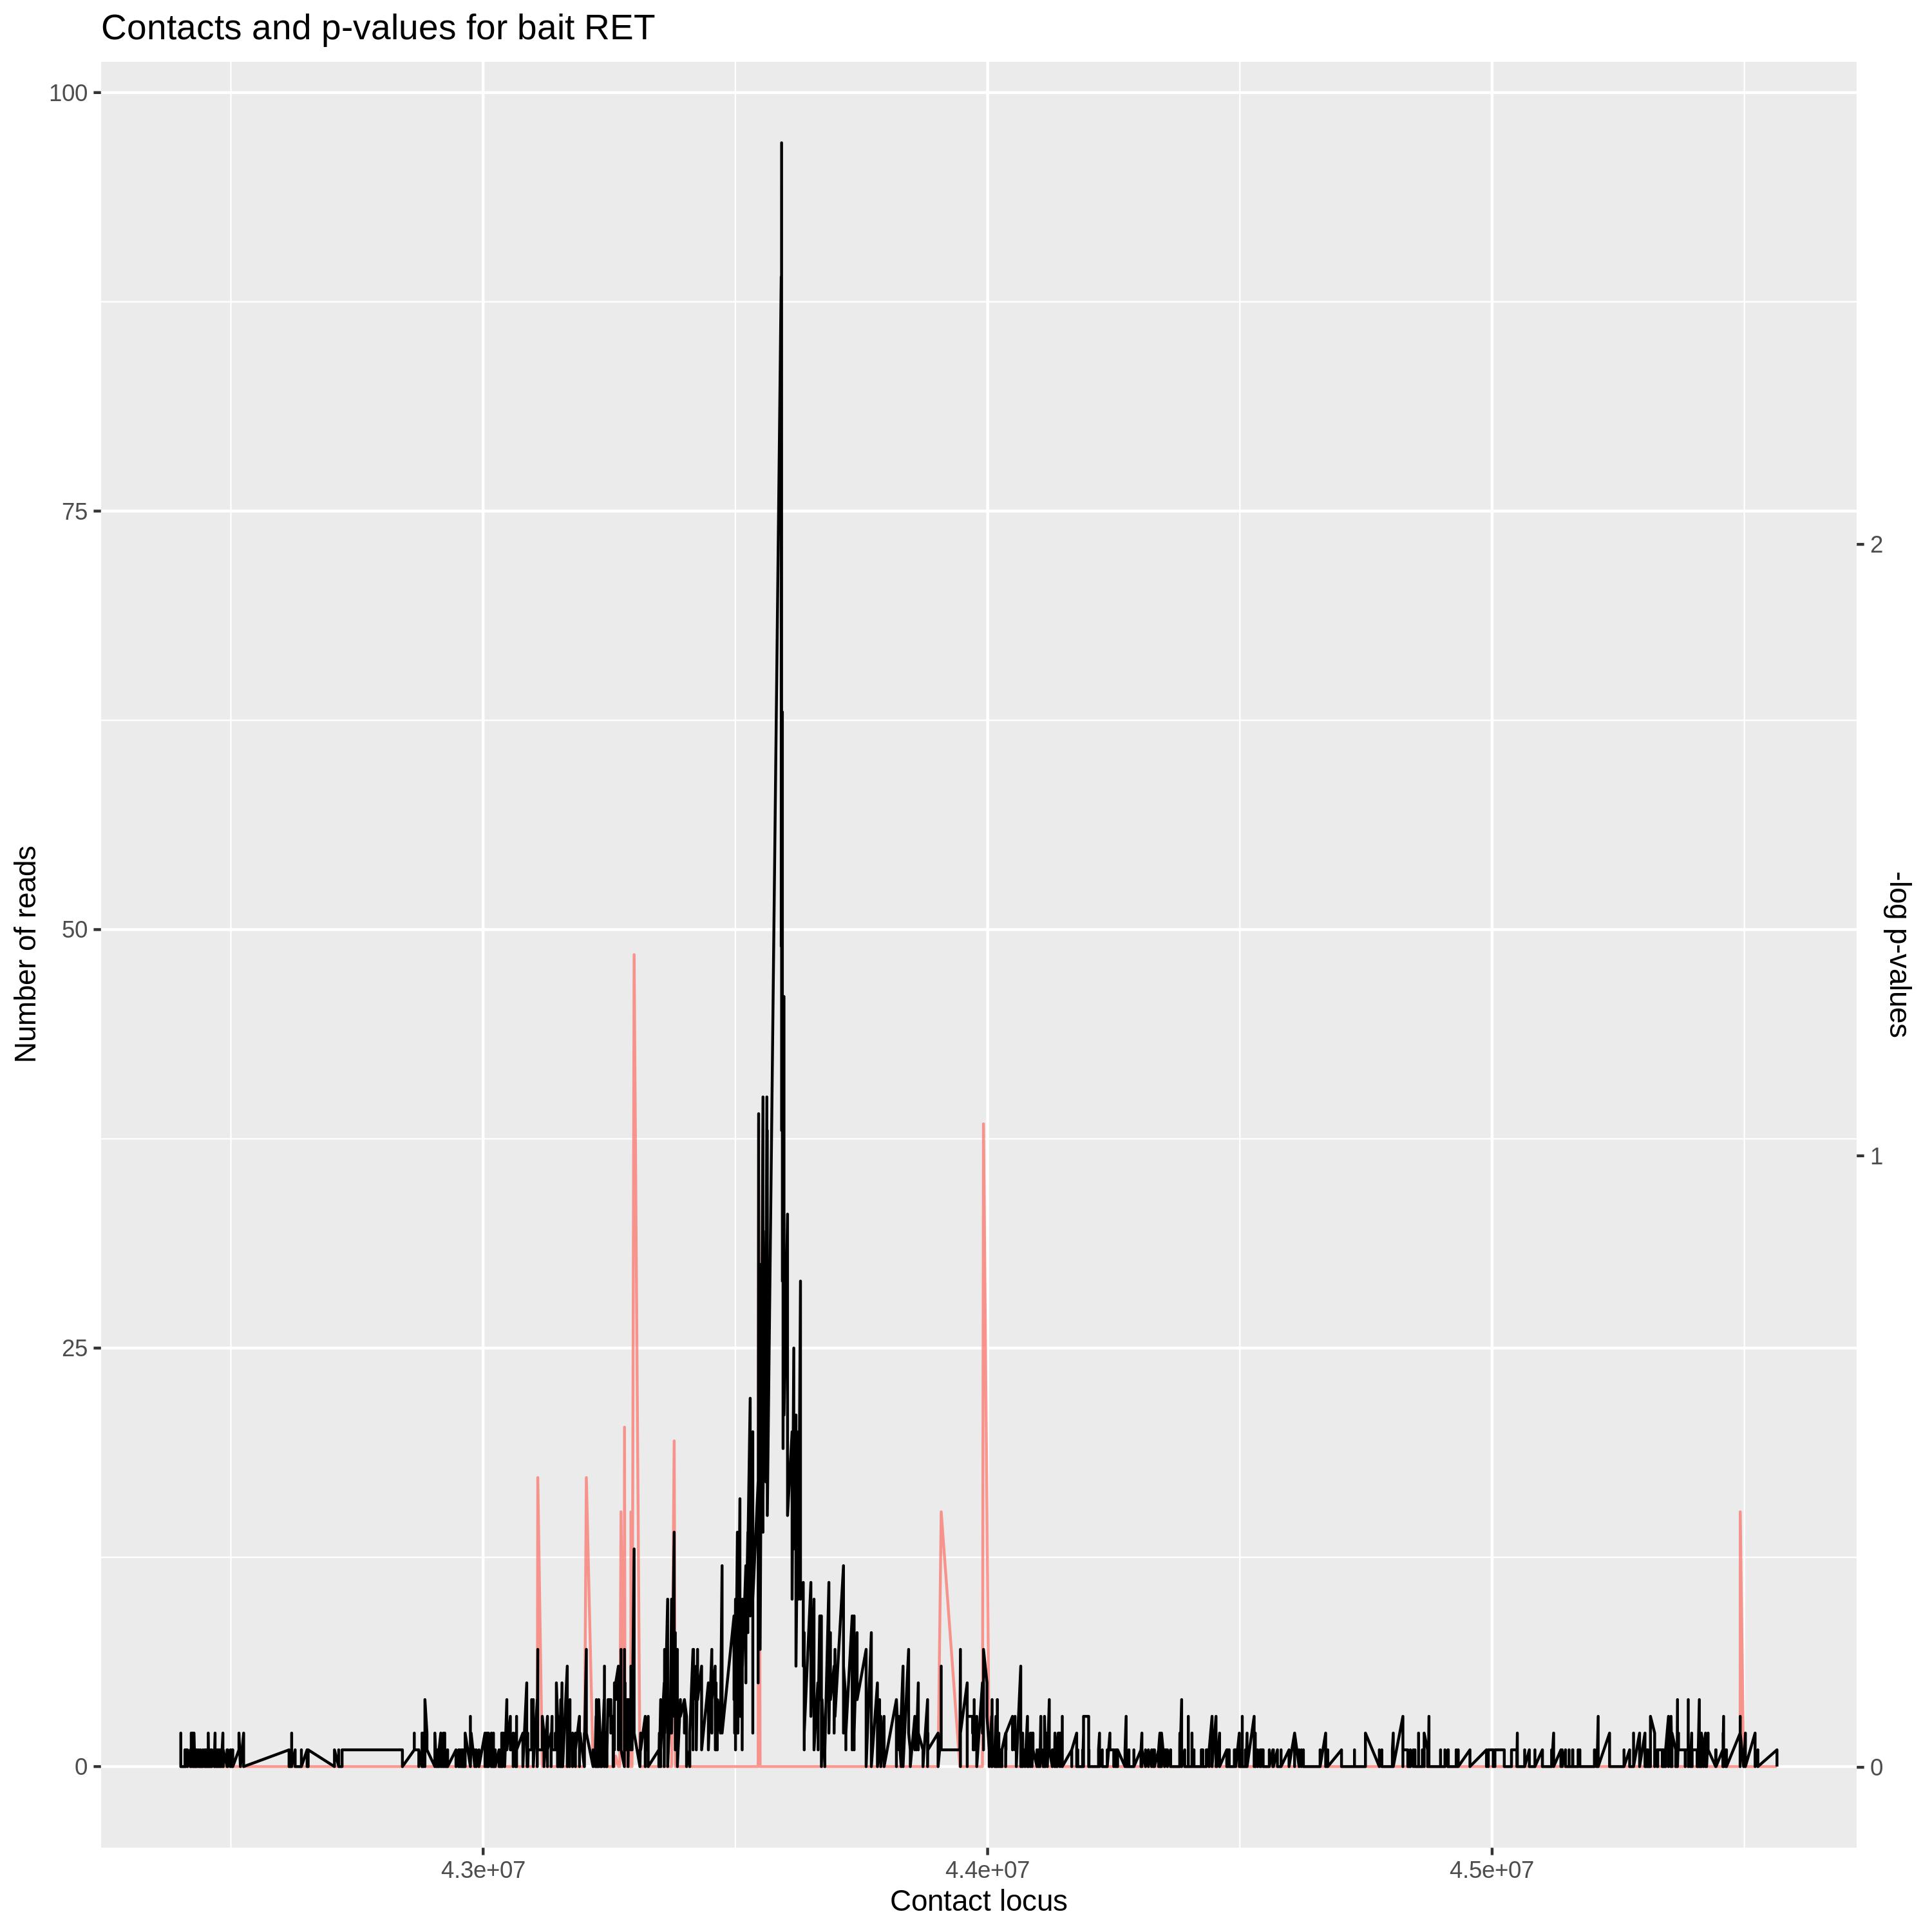 Contacts and p-values for bait RET
100
75
50
25
0
Number of reads
2
1
0
-log p-values
4.3e+07
4.4e+07
4.5e+07
Contact locus